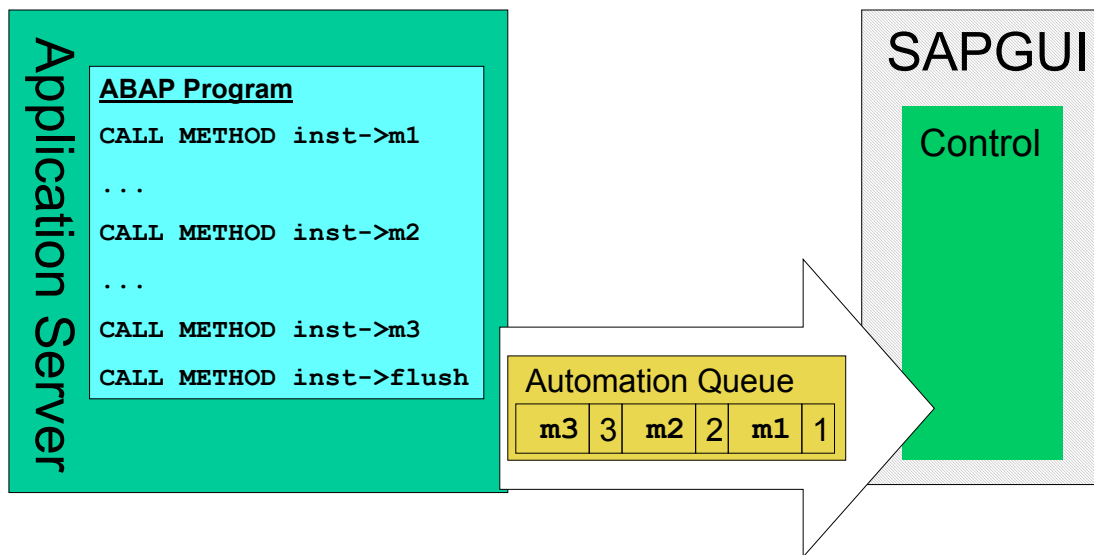 Application Server
ABAP Program
CALL METHOD inst->m1
...
CALL METHOD inst->m2
...
CALL METHOD inst->m3
CALL METHOD inst->flush
Automation Queue
m3 3 m2 2 m1 1
SAPGUI
Control